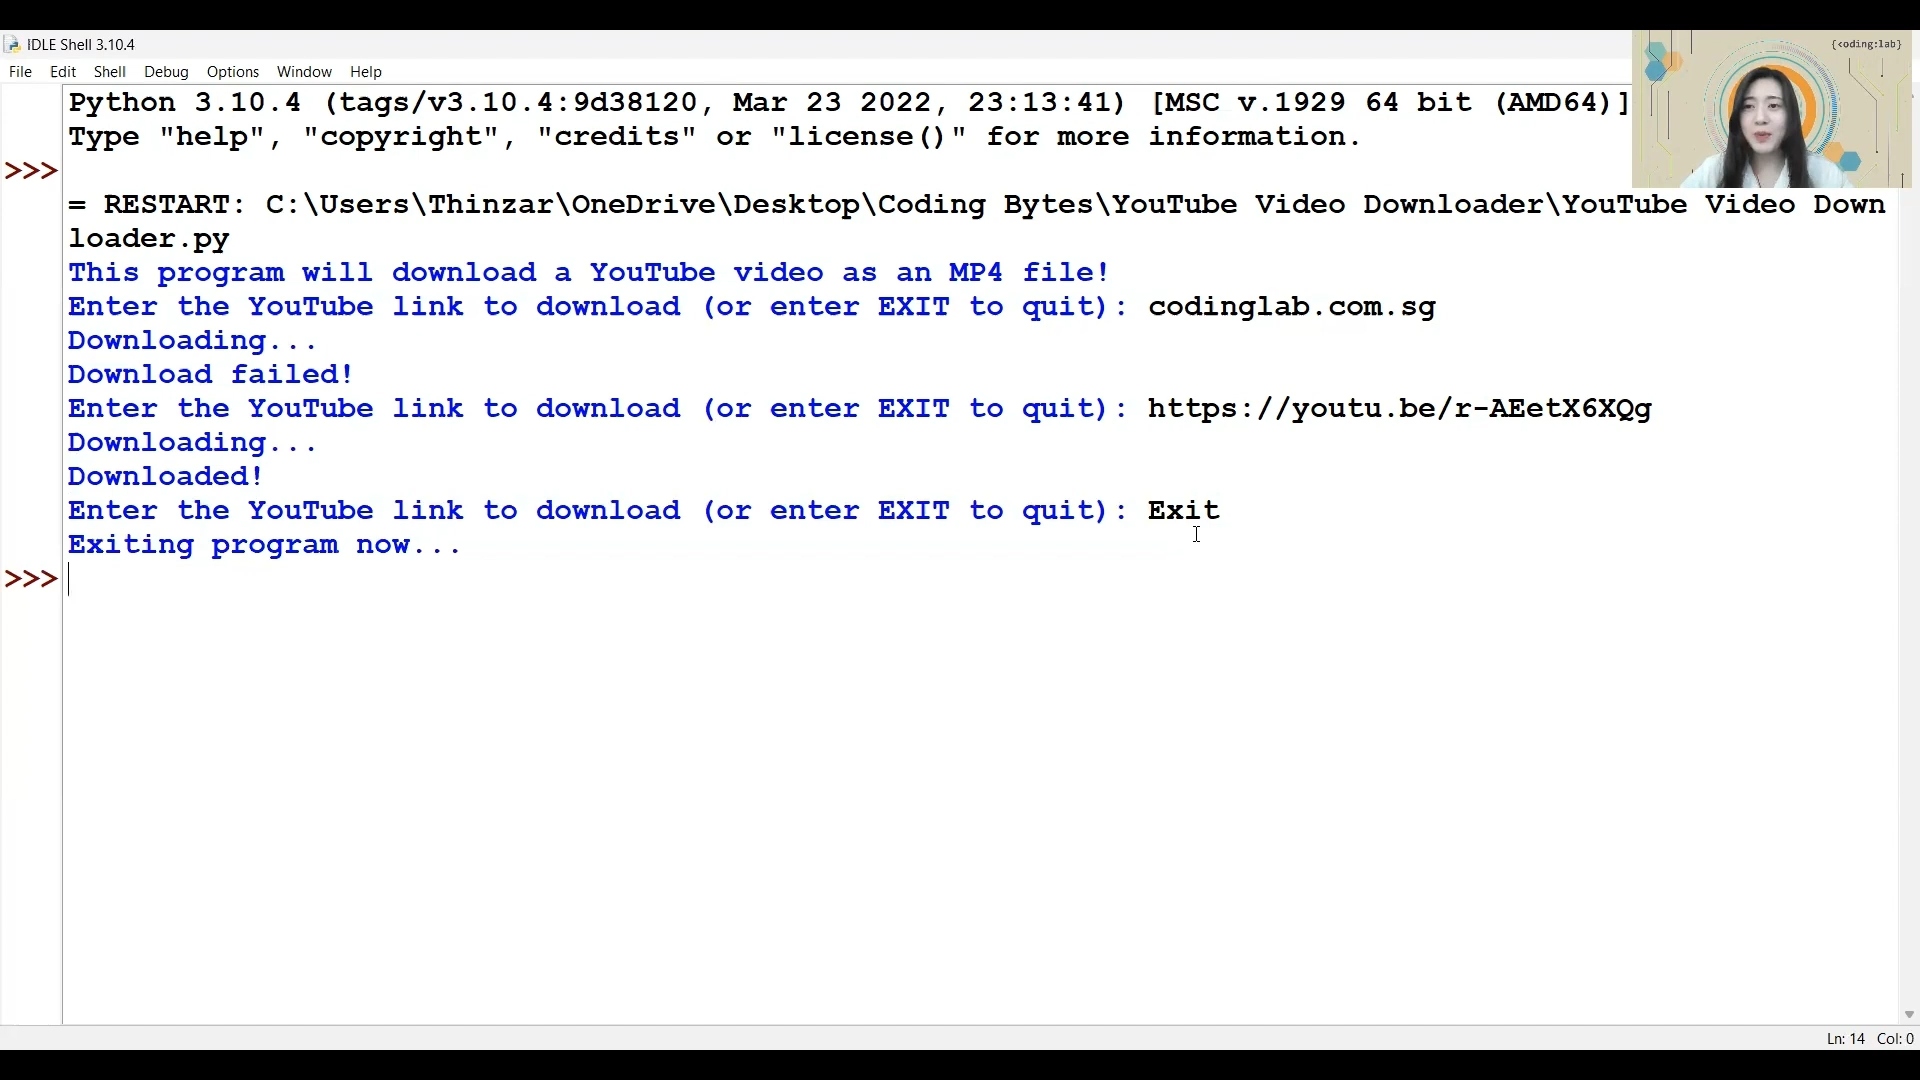 IDLE Shell 3.10.4
{<coding:lab}
File Edit Shell Debug Options Window Help
Python 3.10.4 (tags/v3.10.4:9d38120, Mar 23 2022, 23:13:41) [MSC v.1929 64 bit (AMD64)]
Type "help", "copyright", "credits" or "license()" for more information.
>>>
= RESTART: C:\Users\Thinzar\OneDrive\Desktop\Coding Bytes\YouTube Video Downloader\YouTube Video Down
loader.py
This program will download a YouTube video as an MP4 file!
Enter the YouTube link to download (or enter EXIT to quit): codinglab.com.sg
Downloading...
Download failed!
Enter the YouTube link to download (or enter EXIT to quit): https://youtu.be/r-AEetX6XQg
Downloading...
Downloaded!
Enter the YouTube link to download (or enter EXIT to quit): Exit
Exiting program now...
>>>
Ln: 14 Col: 0